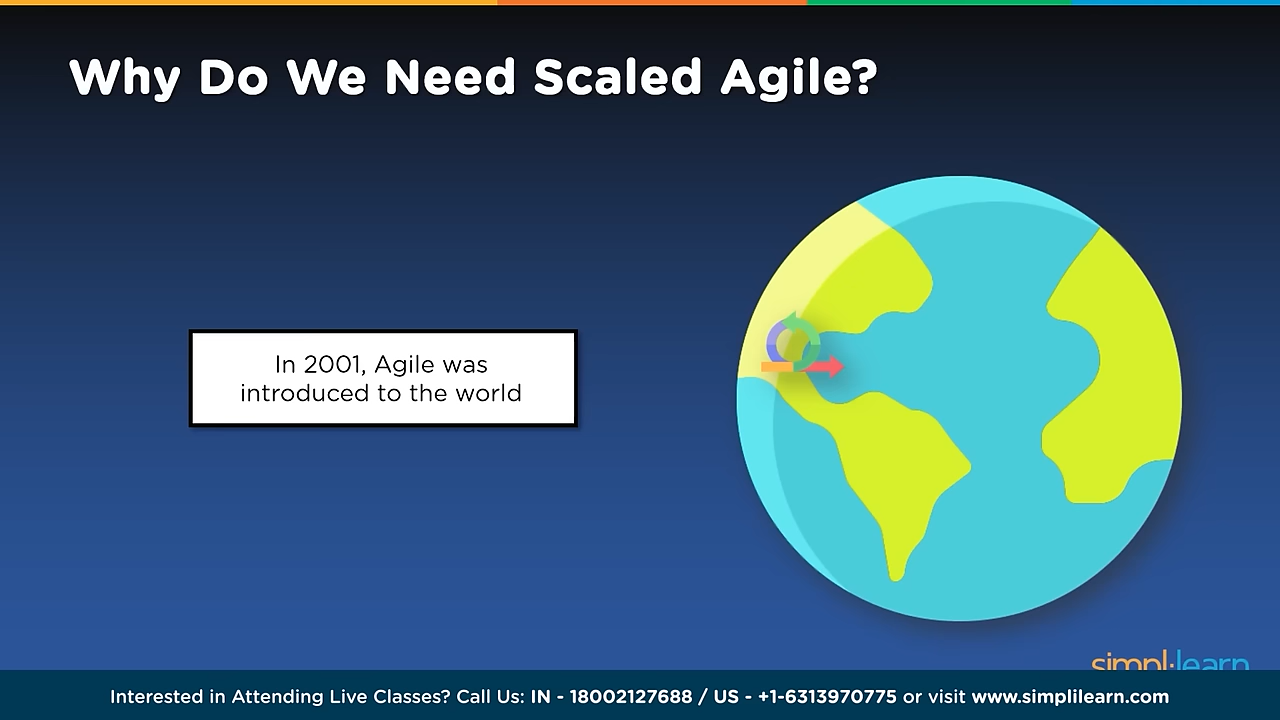 Why Do We Need Scaled Agile?
In 2001, Agile was
introduced to the world
simplilearn
Interested in Attending Live Classes? Call Us: IN - 18002127688 / US - +1-6313970775 or visit www.simplilearn.com